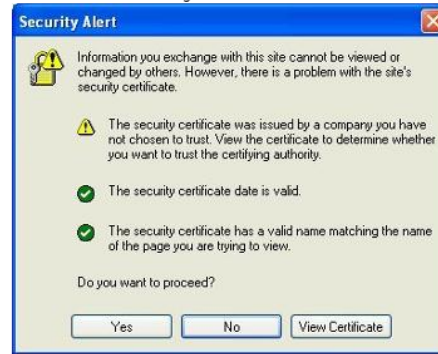 Security Alert
Information you exchange with this site cannot be viewed or
changed by others. However, there is a problem with the site's
security certificate.
The security certificate was issued by a company you have
not chosen to trust. View the certificate to determine whether
you want to trust the certifying authority.
The security certificate date is valid.
The security certificate has a valid name matching the name
of the page you are trying to view.
Do you want to proceed?
Yes
No
View Certificate